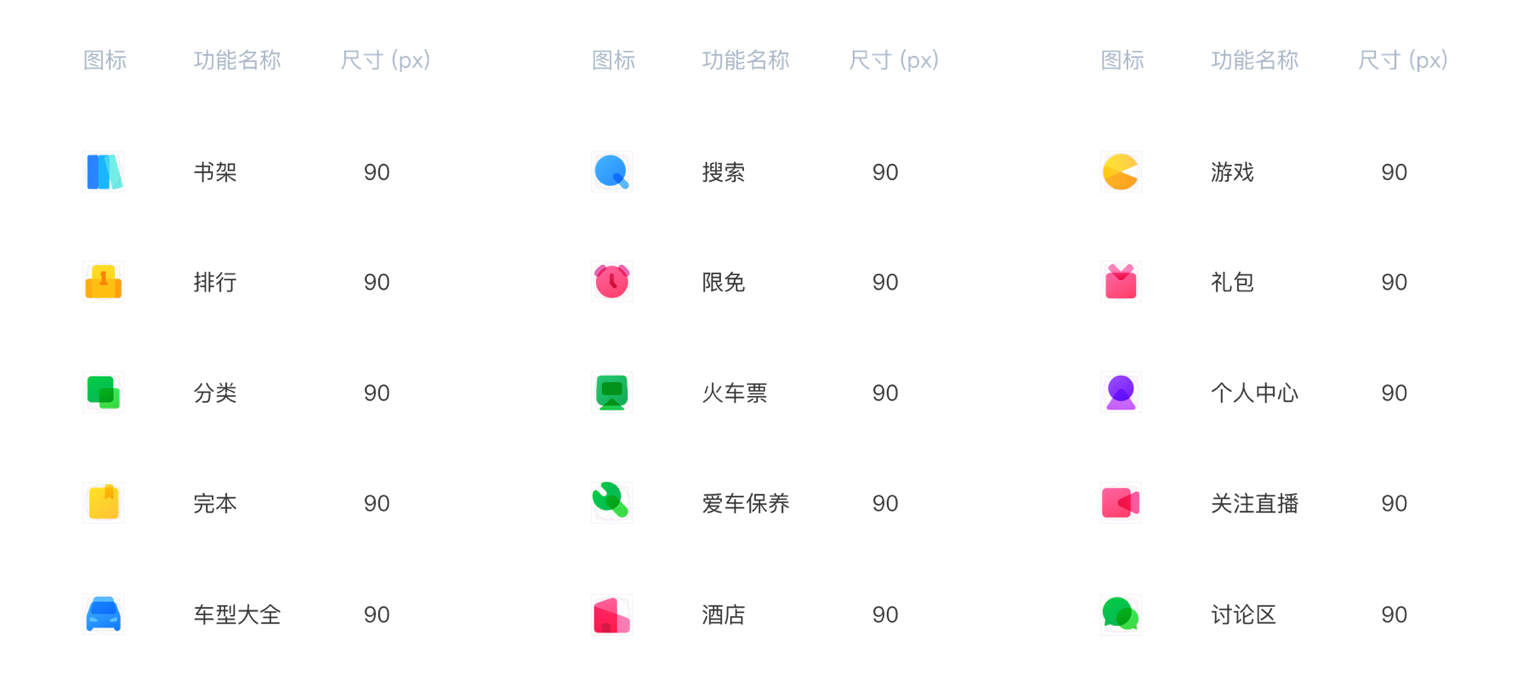 图标 功能名称 尺寸 (px) 图标 功能名称 尺寸 (px) 图标 功能名称 尺寸 (px)
书架 90 搜索 90 游戏 90
1 排行 90 限免 90 礼包 90
分类 90 火车票 90 个人中心 90
完本 90 爱车保养 90 关注直播 90
车型大全 90 酒店 90 讨论区 90